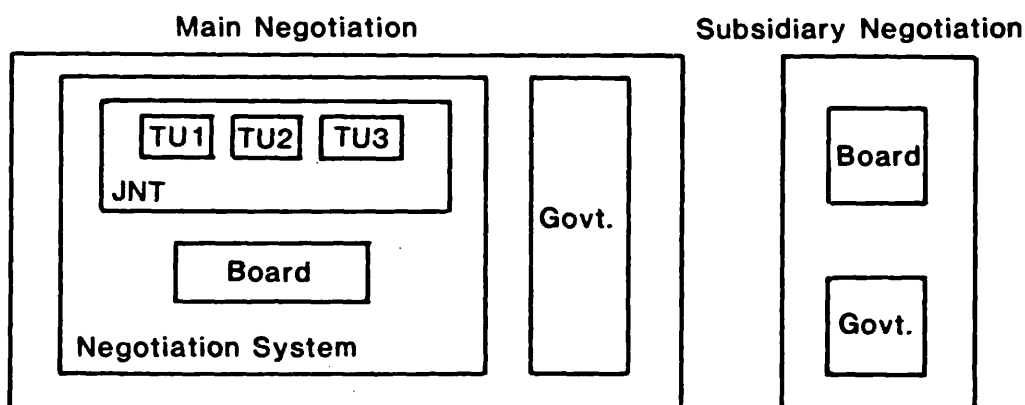 Main Negotiation
Subsidiary Negotiation
TU1 TU2 TU3
JNT
Board
Negotiation System
Govt.
Board
Govt.